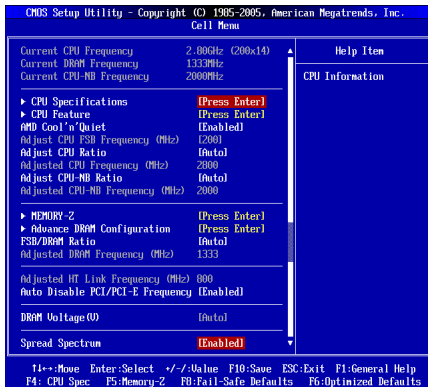 CMOS Setup Utility - Copyright (C) 1985-2005, American Megatrends, Inc.
Cell Menu
Current CPU Frequency 2.80GHz (200x14)
Current DRAM Frequency 1333MHz
Current CPU-NB Frequency 2000MHz
Help Item
CPU Information
▶ CPU Specifications [Press Enter]
▶ CPU Feature [Press Enter]
AMD Cool'n'Quiet [Enabled]
Adjust CPU FSB Frequency (MHz) [200]
Adjust CPU Ratio [Auto]
Adjusted CPU Frequency (MHz) 2800
Adjust CPU-NB Ratio [Auto]
Adjusted CPU-NB Frequency (MHz) 2000
▶ MEMORY-Z [Press Enter]
▶ Advance DRAM Configuration [Press Enter]
FSB/DRAM Ratio [Auto]
Adjusted DRAM Frequency (MHz) 1333
Adjusted HT Link Frequency (MHz) 800
Auto Disable PCI/PCI-E Frequency [Enabled]
DRAM Voltage(V) [Auto]
Spread Spectrum [Enabled]
↑↓←→:Move Enter:Select +/-/:Value F10:Save ESC:Exit F1:General Help
F4: CPU Spec F5:Memory-Z F8:Fail-Safe Defaults F6:Optimized Defaults